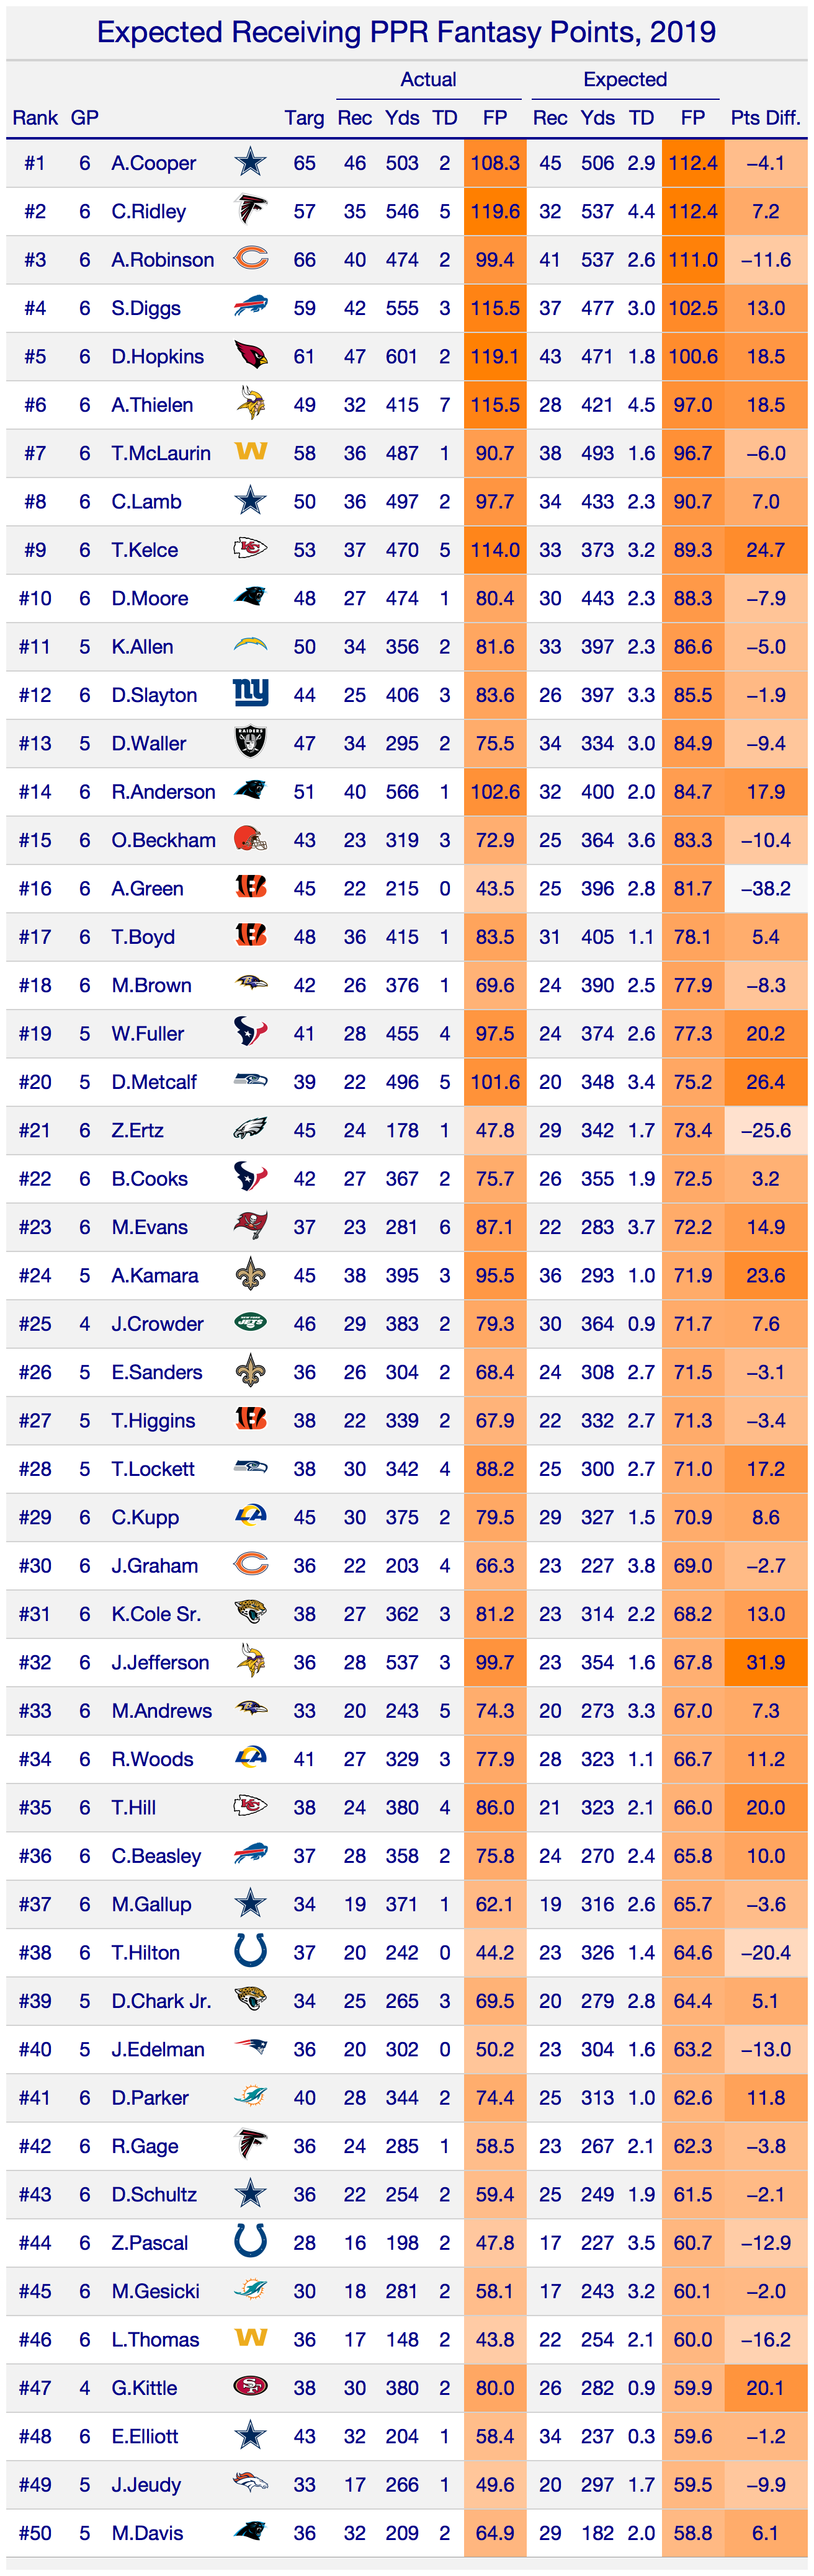 Expected Receiving PPR Fantasy Points, 2019
Actual Expected
Rank GP Targ Rec Yds TD FP Rec Yds TD FP Pts Diff.
#1 6 A.Cooper 65 46 503 2 108.3 45 506 2.9 112.4 −4.1
#2 6 C.Ridley 57 35 546 5 119.6 32 537 4.4 112.4 7.2
#3 6 A.Robinson 66 40 474 2 99.4 41 537 2.6 111.0 −11.6
#4 6 S.Diggs 59 42 555 3 115.5 37 477 3.0 102.5 13.0
#5 6 D.Hopkins 61 47 601 2 119.1 43 471 1.8 100.6 18.5
#6 6 A.Thielen 49 32 415 7 115.5 28 421 4.5 97.0 18.5
#7 6 T.McLaurin W 58 36 487 1 90.7 38 493 1.6 96.7 −6.0
#8 6 C.Lamb 50 36 497 2 97.7 34 433 2.3 90.7 7.0
#9 6 T.Kelce KC 53 37 470 5 114.0 33 373 3.2 89.3 24.7
#10 6 D.Moore 48 27 474 1 80.4 30 443 2.3 88.3 −7.9
#11 5 K.Allen 50 34 356 2 81.6 33 397 2.3 86.6 −5.0
#12 6 D.Slayton ny 44 25 406 3 83.6 26 397 3.3 85.5 −1.9
#13 5 D.Waller RAIDERS 47 34 295 2 75.5 34 334 3.0 84.9 −9.4
#14 6 R.Anderson 51 40 566 1 102.6 32 400 2.0 84.7 17.9
#15 6 O.Beckham 43 23 319 3 72.9 25 364 3.6 83.3 −10.4
#16 6 A.Green 45 22 215 0 43.5 25 396 2.8 81.7 −38.2
#17 6 T.Boyd 48 36 415 1 83.5 31 405 1.1 78.1 5.4
#18 6 M.Brown 42 26 376 1 69.6 24 390 2.5 77.9 −8.3
#19 5 W.Fuller 41 28 455 4 97.5 24 374 2.6 77.3 20.2
#20 5 D.Metcalf 39 22 496 5 101.6 20 348 3.4 75.2 26.4
#21 6 Z.Ertz 45 24 178 1 47.8 29 342 1.7 73.4 −25.6
#22 6 B.Cooks 42 27 367 2 75.7 26 355 1.9 72.5 3.2
#23 6 M.Evans 37 23 281 6 87.1 22 283 3.7 72.2 14.9
#24 5 A.Kamara 45 38 395 3 95.5 36 293 1.0 71.9 23.6
#25 4 J.Crowder JETS 46 29 383 2 79.3 30 364 0.9 71.7 7.6
#26 5 E.Sanders 36 26 304 2 68.4 24 308 2.7 71.5 −3.1
#27 5 T.Higgins 38 22 339 2 67.9 22 332 2.7 71.3 −3.4
#28 5 T.Lockett 38 30 342 4 88.2 25 300 2.7 71.0 17.2
#29 6 C.Kupp LA 45 30 375 2 79.5 29 327 1.5 70.9 8.6
#30 6 J.Graham 36 22 203 4 66.3 23 227 3.8 69.0 −2.7
#31 6 K.Cole Sr. 38 27 362 3 81.2 23 314 2.2 68.2 13.0
#32 6 J.Jefferson 36 28 537 3 99.7 23 354 1.6 67.8 31.9
#33 6 M.Andrews 33 20 243 5 74.3 20 273 3.3 67.0 7.3
#34 6 R.Woods LA 41 27 329 3 77.9 28 323 1.1 66.7 11.2
#35 6 T.Hill KC 38 24 380 4 86.0 21 323 2.1 66.0 20.0
#36 6 C.Beasley 37 28 358 2 75.8 24 270 2.4 65.8 10.0
#37 6 M.Gallup 34 19 371 1 62.1 19 316 2.6 65.7 −3.6
#38 6 T.Hilton 37 20 242 0 44.2 23 326 1.4 64.6 −20.4
#39 5 D.Chark Jr. 34 25 265 3 69.5 20 279 2.8 64.4 5.1
#40 5 J.Edelman 36 20 302 0 50.2 23 304 1.6 63.2 −13.0
#41 6 D.Parker 40 28 344 2 74.4 25 313 1.0 62.6 11.8
#42 6 R.Gage 36 24 285 1 58.5 23 267 2.1 62.3 −3.8
#43 6 D.Schultz 36 22 254 2 59.4 25 249 1.9 61.5 −2.1
#44 6 Z.Pascal 28 16 198 2 47.8 17 227 3.5 60.7 −12.9
#45 6 M.Gesicki 30 18 281 2 58.1 17 243 3.2 60.1 −2.0
#46 6 L.Thomas W 36 17 148 2 43.8 22 254 2.1 60.0 −16.2
#47 4 G.Kittle SF 38 30 380 2 80.0 26 282 0.9 59.9 20.1
#48 6 E.Elliott 43 32 204 1 58.4 34 237 0.3 59.6 −1.2
#49 5 J.Jeudy 33 17 266 1 49.6 20 297 1.7 59.5 −9.9
#50 5 M.Davis 36 32 209 2 64.9 29 182 2.0 58.8 6.1